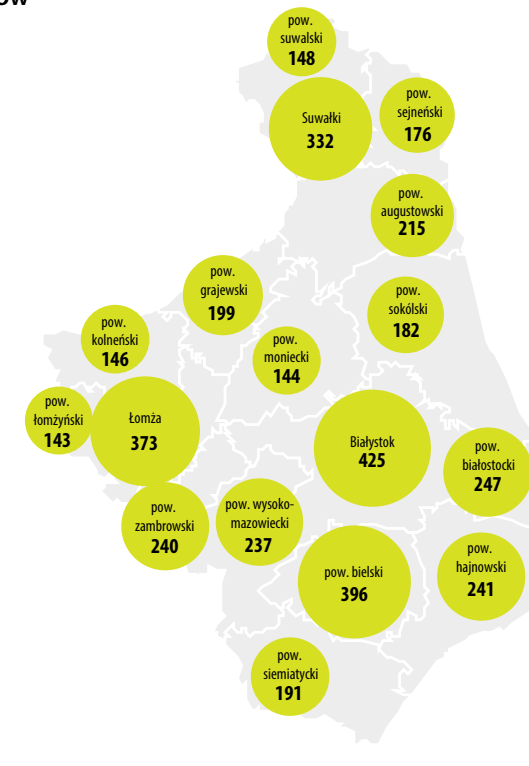 pow.
suwalski
148
Suwałki
332
pow.
sejneński
176
pow.
augustowski
215
pow.
grajewski
199
pow.
sokólski
182
pow.
kolneński
146
pow.
moniecki
144
pow.
łomżyński
143
Łomża
373
Białystok
425
pow.
białostocki
247
pow.
zambrowski
240
pow. wysoko-
mazowiecki
237
pow. bielski
396
pow.
hajnowski
241
pow.
siemiatycki
191